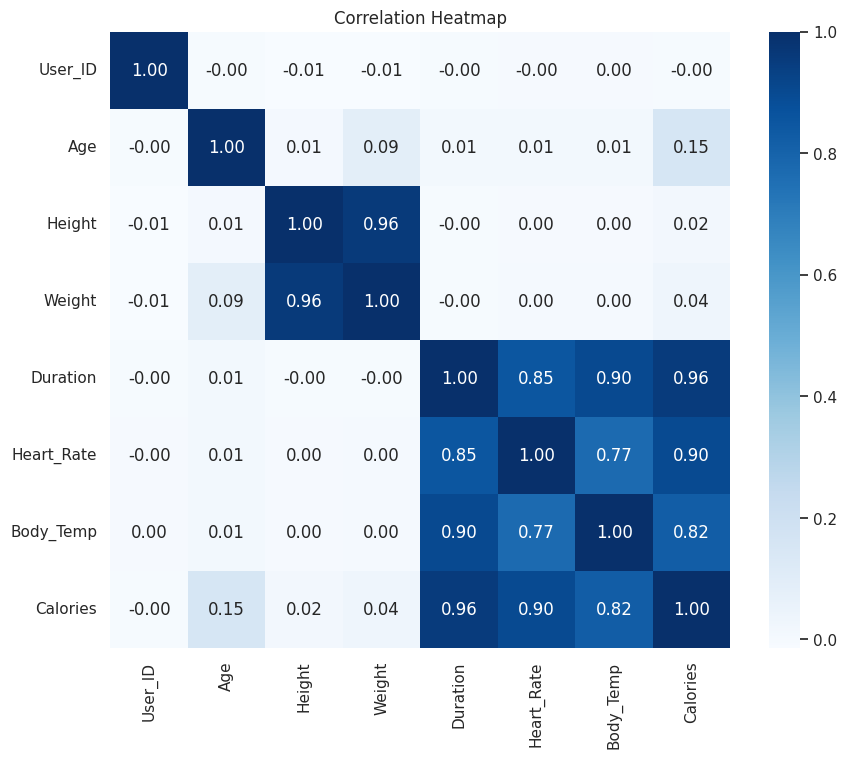 Correlation Heatmap
User_ID 1.00 -0.00 -0.01 -0.01 -0.00 -0.00 0.00 -0.00
Age -0.00 1.00 0.01 0.09 0.01 0.01 0.01 0.15
Height -0.01 0.01 1.00 0.96 -0.00 0.00 0.00 0.02
Weight -0.01 0.09 0.96 1.00 -0.00 0.00 0.00 0.04
Duration -0.00 0.01 -0.00 -0.00 1.00 0.85 0.90 0.96
Heart_Rate -0.00 0.01 0.00 0.00 0.85 1.00 0.77 0.90
Body_Temp 0.00 0.01 0.00 0.00 0.90 0.77 1.00 0.82
Calories -0.00 0.15 0.02 0.04 0.96 0.90 0.82 1.00
User_ID Age Height Weight Duration Heart_Rate Body_Temp Calories
1.0
0.8
0.6
0.4
0.2
0.0